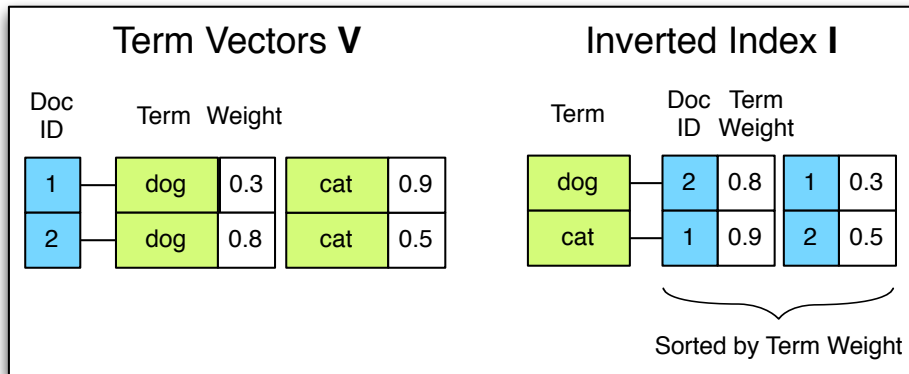 Term Vectors V
Doc ID Term Weight
1 dog 0.3 cat 0.9
2 dog 0.8 cat 0.5
Inverted Index I
Term Doc ID Term Weight
dog 2 0.8 1 0.3
cat 1 0.9 2 0.5
Sorted by Term Weight